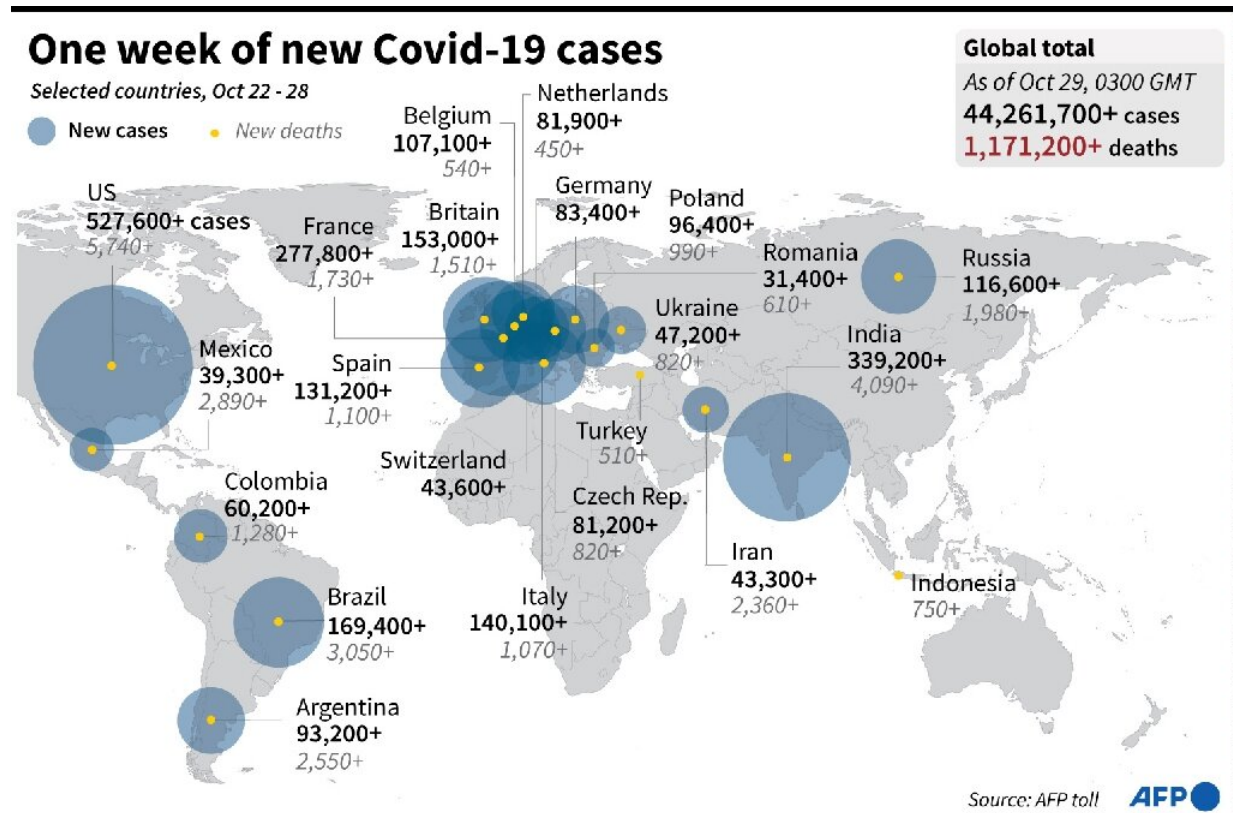 One week of new Covid-19 cases
Selected countries, Oct 22 - 28
New cases
New deaths
Global total
As of Oct 29, 0300 GMT
44,261,700+ cases
1,171,200+ deaths
Netherlands
81,900+
450+
Belgium
107,100+
540+
Germany
83,400+
Poland
96,400+
990+
US
527,600+ cases
5,740+
France
277,800+
1,730+
Britain
153,000+
1,510+
Romania
31,400+
610+
Russia
116,600+
1,980+
Ukraine
47,200+
820+
India
339,200+
4,090+
Mexico
39,300+
2,890+
Spain
131,200+
1,100+
Turkey
510+
Switzerland
43,600+
Colombia
60,200+
1,280+
Czech Rep.
81,200+
820+
Iran
43,300+
2,360+
Indonesia
750+
Brazil
169,400+
3,050+
Italy
140,100+
1,070+
Argentina
93,200+
2,550+
Source: AFP toll
AFP